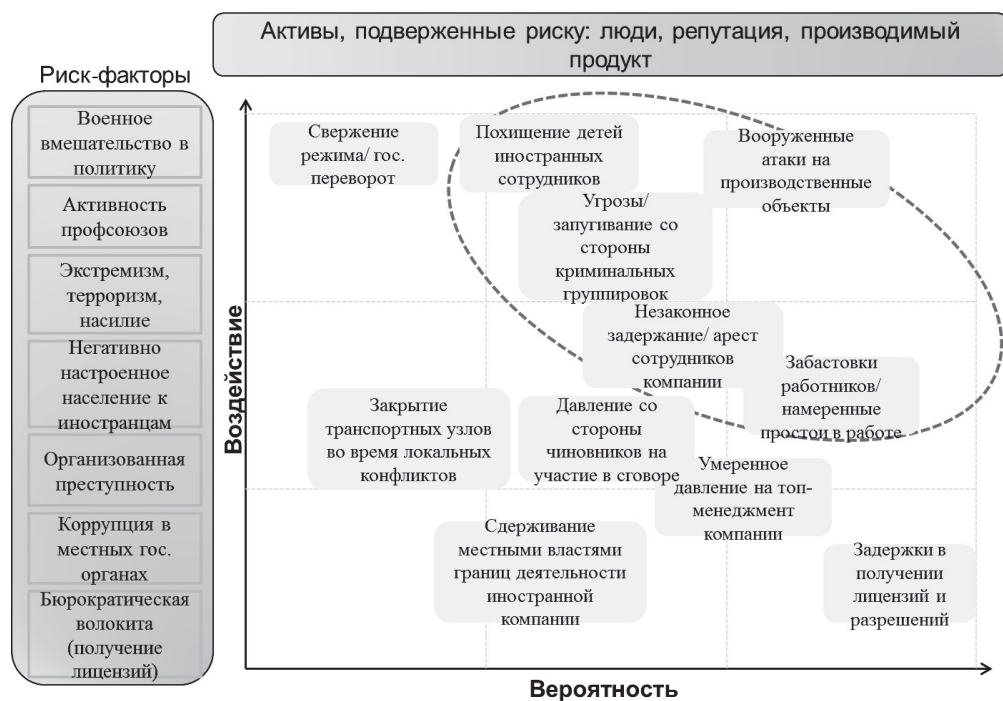 Активы, подверженные риску: люди, репутация, производимый
продукт
Риск-факторы
Военное
вмешательство в
политику
Активность
профсоюзов
Экстремизм,
терроризм,
насилие
Негативно
настроенное
население к
иностранцам
Организованная
преступность
Коррупция в
местных гос.
органах
Бюрократическая
волокита
(получение
лицензий)
Воздействие
Свержение
режима/ гос.
переворот
Похищение детей
иностранных
сотрудников
Вооруженные
атаки на
производственные
объекты
Угрозы/
запугивание со
стороны
криминальных
группировок
Незаконное
задержание/ арест
сотрудников
компании
Забастовки
работников/
намеренные
простои в работе
Закрытие
транспортных узлов
во время локальных
конфликтов
Давление со
стороны
чиновников на
участие в сговоре
Умеренное
давление на топ-
менеджмент
компании
Сдерживание
местными властями
границ деятельности
иностранной
компании
Задержки в
получении
лицензий и
разрешений
Вероятность